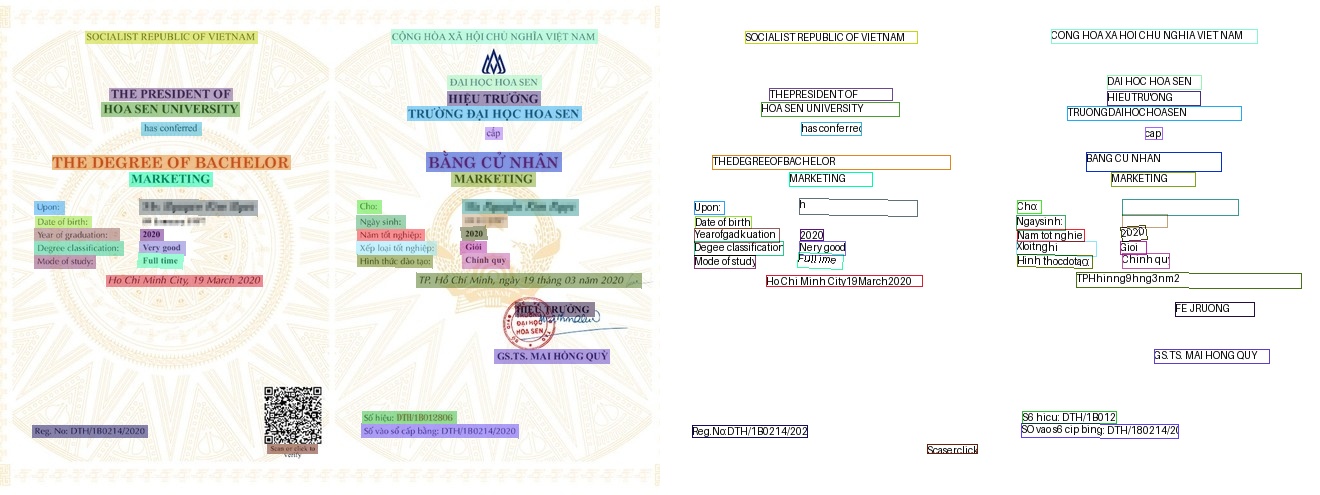 SOCIALIST REPUBLIC OF VIETNAM
THE PRESIDENT OF
HOA SEN UNIVERSITY
has conferred
THE DEGREE OF BACHELOR
MARKETING
Upon:
Date of birth:
Year of graduation: 2020
Degree classification: Very good
Mode of study: Full time
Ho Chi Minh City, 19 March 2020
Reg. No: DTH/1B0214/2020
Scan or click to
verify
CỘNG HÒA XÃ HỘI CHỦ NGHĨA VIỆT NAM
ĐẠI HỌC HOA SEN
HIỆU TRƯỞNG
TRƯỜNG ĐẠI HỌC HOA SEN
cấp
BẰNG CỬ NHÂN
MARKETING
Cho:
Ngày sinh:
Năm tốt nghiệp: 2020
Xếp loại tốt nghiệp: Giỏi
Hình thức đào tạo: Chính quy
TP. Hồ Chí Minh, ngày 19 tháng 03 năm 2020
HIỆU TRƯỞNG
ĐẠI HỌC
HOA SEN
GS.TS. MAI HỒNG QUỲ
Số hiệu: DTH/1B012806
Số vào sổ cấp bằng: DTH/1B0214/2020
SOCIALIST REPUBLIC OF VIETNAM
THEPRESIDENT OF
HOA SEN UNIVERSITY
has conferred
THEDEGREEOFBACHELOR
MARKETING
h
Upon:
Date of birth
Yearofgadkuation 2020
Degee classification Nery good
Mode of study Full ime
Ho Chi Minh City19March2020
Reg.No:DTH/1B0214/202
Scaserclick
CONG HOA XA HOI CHU NGHIA VIET NAM
DAI HOC HOA SEN
HIEUTRƯƠNG
TRUONGDAIHOCHOASEN
cap
BANG CU NHAN
MARKETING
Cho:
Ngaysinh:
Nam tot nghie 2020
Xloitnghi Gioi
Hinh thocdotao: Chinh quy
TPHhinng9hng3nm2
FE JRUONG
GS.TS. MAI HONG QUY
S6 hicu: DTH/1B012
SO vaos6 cip bing: DTH/180214/20